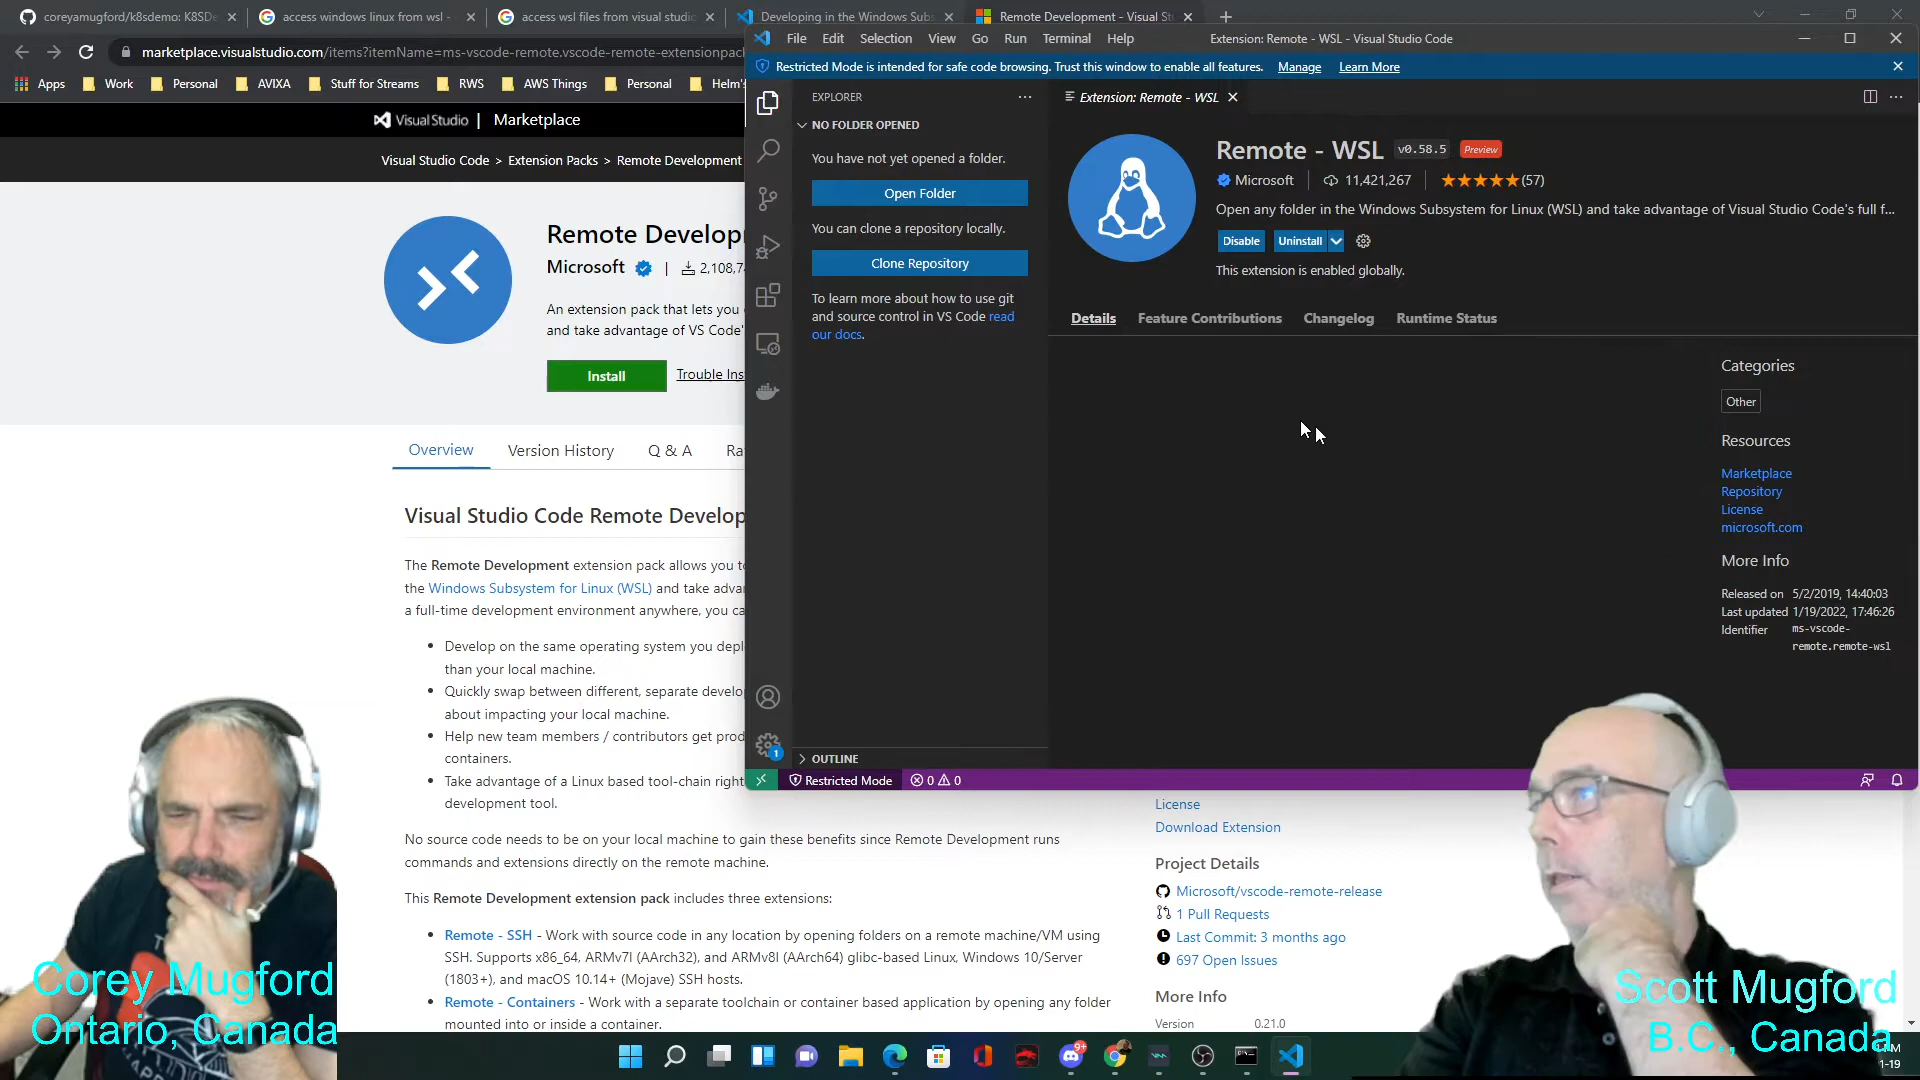 coreyamugford/k8sdemo: K8SDe
access windows linux from wsl -
access wsl files from visual studio
Developing in the Windows Subs
Remote Development - Visual St
marketplace.visualstudio.com/items?itemName=ms-vscode-remote.vscode-remote-extensionpac
Apps
Work
Personal
AVIXA
Stuff for Streams
RWS
AWS Things
Personal
Helm's
Visual Studio | Marketplace
Visual Studio Code > Extension Packs > Remote Development
Remote Develop
Microsoft | 2,108,7
An extension pack that lets you
and take advantage of VS Code'
Install
Trouble Ins
Overview
Version History
Q & A
Ra
Visual Studio Code Remote Develop
The Remote Development extension pack allows you to
the Windows Subsystem for Linux (WSL) and take adva
a full-time development environment anywhere, you ca
Develop on the same operating system you depl
than your local machine.
Quickly swap between different, separate develo
about impacting your local machine.
Help new team members / contributors get prod
containers.
Take advantage of a Linux based tool-chain right
development tool.
No source code needs to be on your local machine to gain these benefits since Remote Development runs
commands and extensions directly on the remote machine.
This Remote Development extension pack includes three extensions:
Remote - SSH - Work with source code in any location by opening folders on a remote machine/VM using
SSH. Supports x86_64, ARMv7l (AArch32), and ARMv8l (AArch64) glibc-based Linux, Windows 10/Server
(1803+), and macOS 10.14+ (Mojave) SSH hosts.
Remote - Containers - Work with a separate toolchain or container based application by opening any folder
mounted into or inside a container.
License
Download Extension
Project Details
Microsoft/vscode-remote-release
1 Pull Requests
Last Commit: 3 months ago
697 Open Issues
More Info
Version 0.21.0
File Edit Selection View Go Run Terminal Help
Extension: Remote - WSL - Visual Studio Code
Restricted Mode is intended for safe code browsing. Trust this window to enable all features. Manage Learn More
EXPLORER
NO FOLDER OPENED
You have not yet opened a folder.
Open Folder
You can clone a repository locally.
Clone Repository
To learn more about how to use git
and source control in VS Code read
our docs.
OUTLINE
Extension: Remote - WSL
Remote - WSL v0.58.5 Preview
Microsoft | 11,421,267 | (57)
Open any folder in the Windows Subsystem for Linux (WSL) and take advantage of Visual Studio Code's full f...
Disable
Uninstall
This extension is enabled globally.
Details
Feature Contributions
Changelog
Runtime Status
Categories
Other
Resources
Marketplace
Repository
License
microsoft.com
More Info
Released on 5/2/2019, 14:40:03
Last updated 1/19/2022, 17:46:26
Identifier ms-vscode-
remote.remote-wsl
1
Restricted Mode
0 0
9+
Corey Mugford
Ontario, Canada
Scott Mugford
B.C., Canada